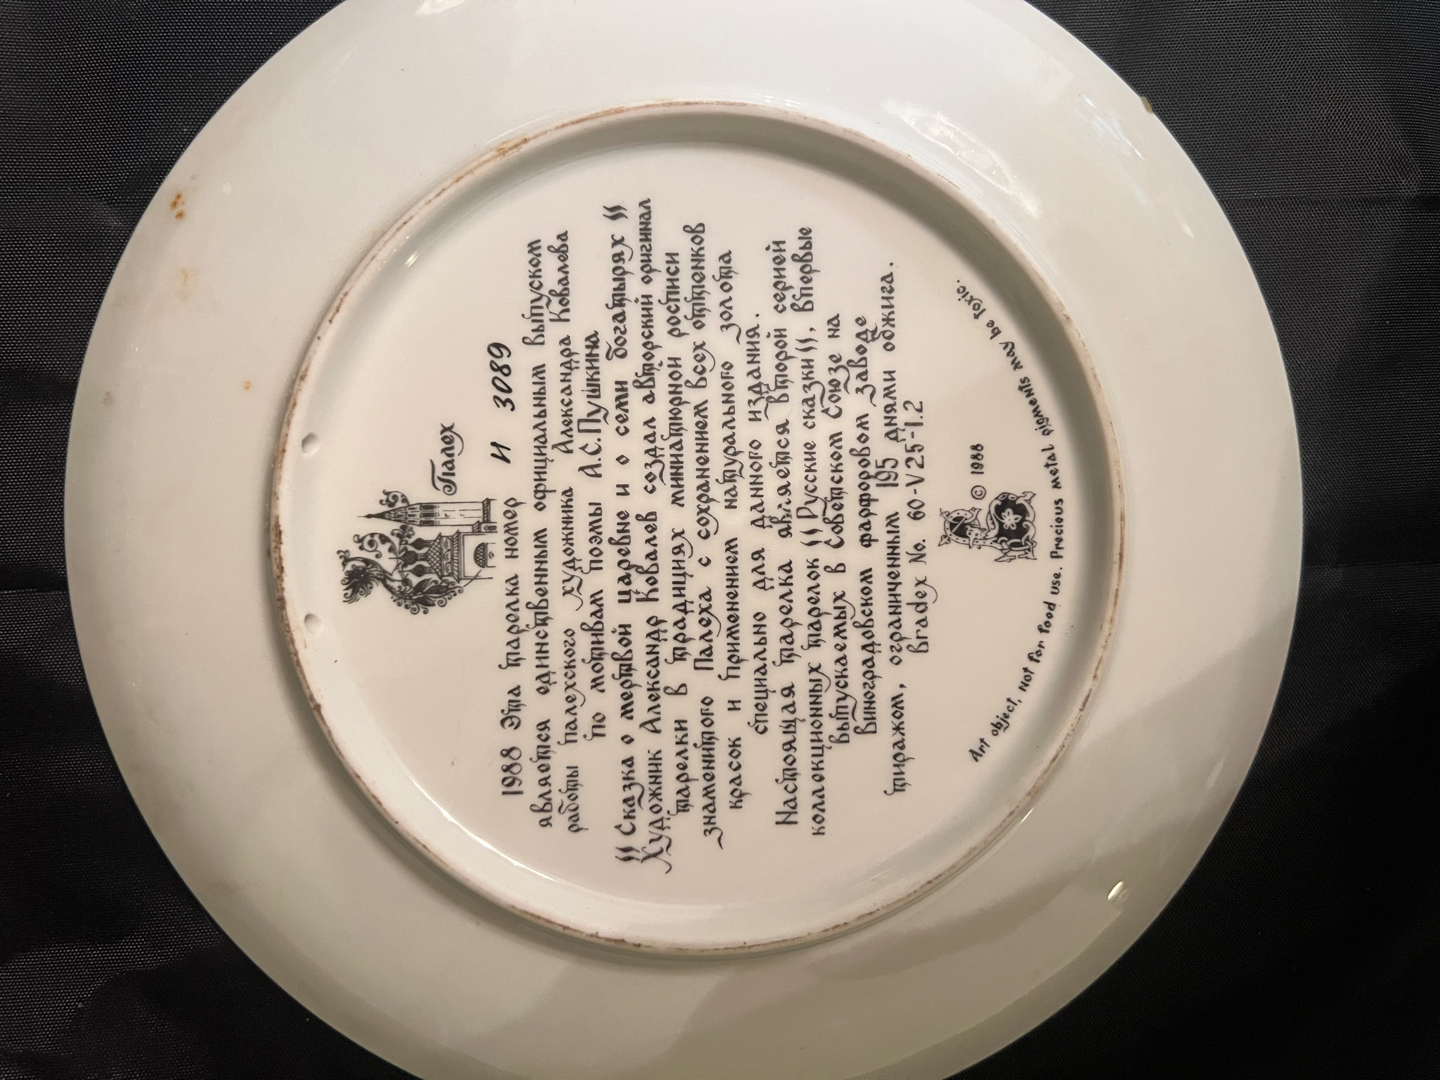 Палех
1988 Эта тарелка номер И 3089
является единственным официальным выпуском
работы палехского художника Александра Ковалева
по мотивам поэмы А.С.Пушкина
"Сказка о мертвой царевне и о семи богатырях"
Художник Александр Ковалев создал авторский оригинал
тарелки в традициях миниатюрной росписи
знаменитого Палеха с сохранением всех оттенков
красок и применением натурального золота
специально для данного издания.
Настоящая тарелка является второй серией
коллекционных тарелок "Русские сказки", впервые
выпускаемых в Советском Союзе на
Виноградовском фарфоровом заводе
тиражом, ограниченным 195 днями обжига.
Bradex No. 60-V25-1.2
© 1988
Art object, not for food use. Precious metal pigments may be toxic.